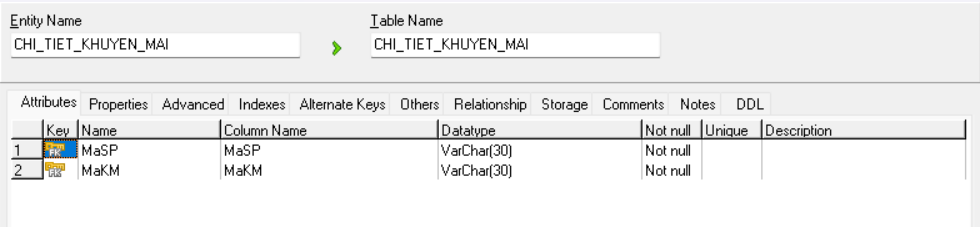 Entity Name Table Name
CHI_TIET_KHUYEN_MAI CHI_TIET_KHUYEN_MAI
Attributes Properties Advanced Indexes Alternate Keys Others Relationship Storage Comments Notes DDL
Key Name Column Name Datatype Not null Unique Description
1 FK MaSP MaSP VarChar(30) Not null
2 FK MaKM MaKM VarChar(30) Not null